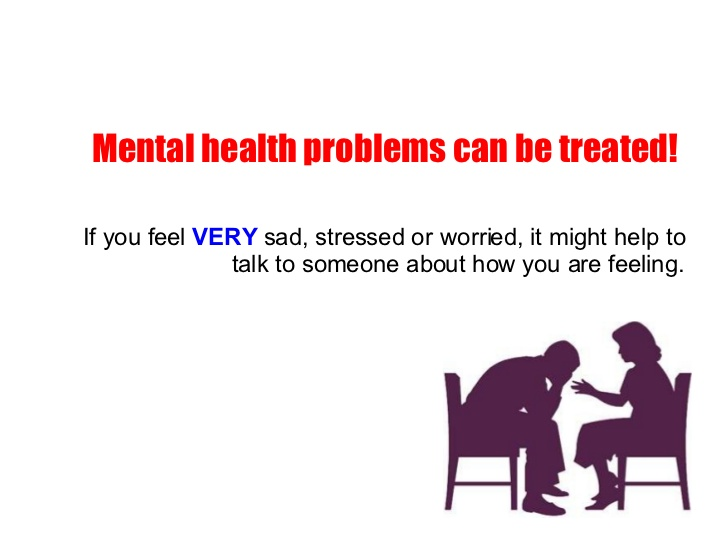 Mental health problems can be treated!
If you feel VERY sad, stressed or worried, it might help to
talk to someone about how you are feeling.